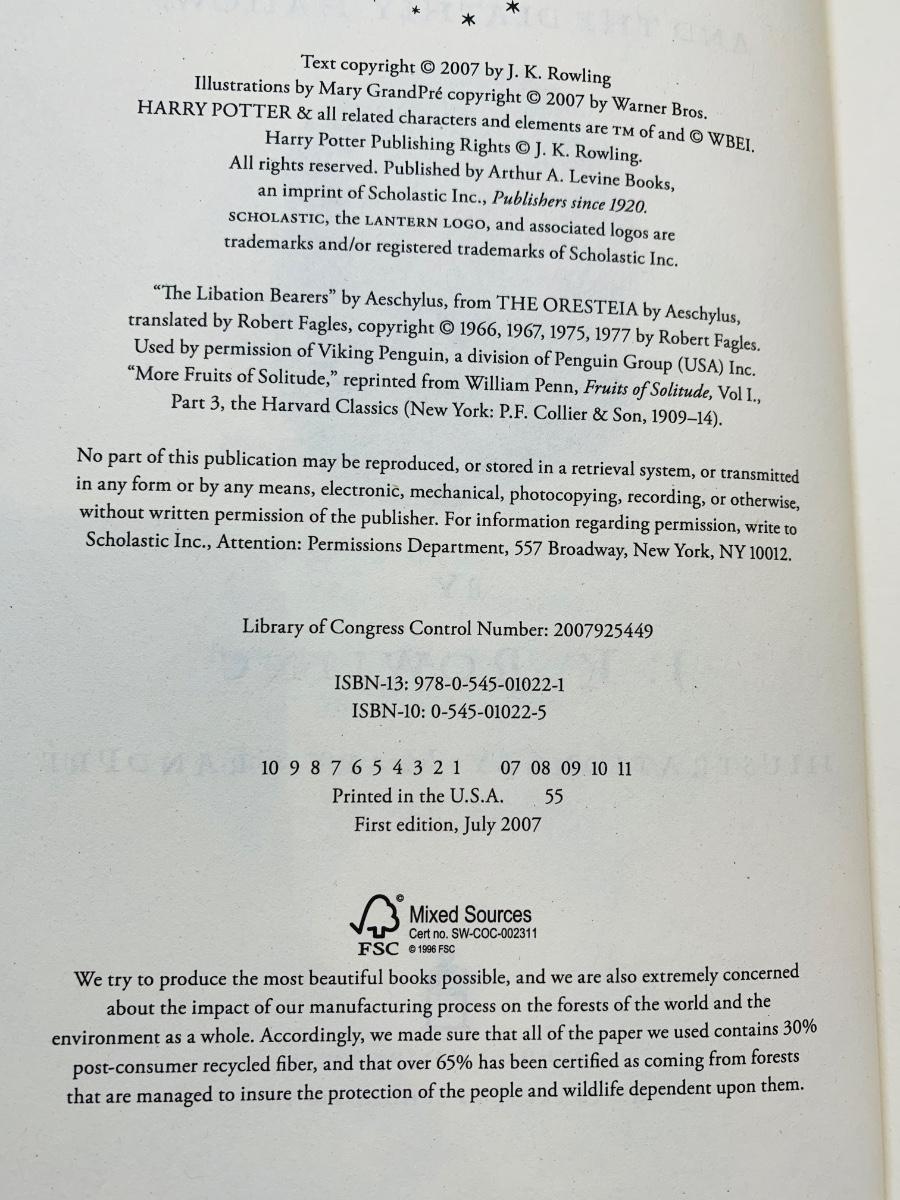 * * *
Text copyright © 2007 by J. K. Rowling
Illustrations by Mary GrandPré copyright © 2007 by Warner Bros.
HARRY POTTER & all related characters and elements are TM of and © WBEI.
Harry Potter Publishing Rights © J. K. Rowling.
All rights reserved. Published by Arthur A. Levine Books,
an imprint of Scholastic Inc., Publishers since 1920.
SCHOLASTIC, the LANTERN LOGO, and associated logos are
trademarks and/or registered trademarks of Scholastic Inc.
“The Libation Bearers” by Aeschylus, from THE ORESTEIA by Aeschylus,
translated by Robert Fagles, copyright © 1966, 1967, 1975, 1977 by Robert Fagles.
Used by permission of Viking Penguin, a division of Penguin Group (USA) Inc.
“More Fruits of Solitude,” reprinted from William Penn, Fruits of Solitude, Vol I.,
Part 3, the Harvard Classics (New York: P.F. Collier & Son, 1909–14).
No part of this publication may be reproduced, or stored in a retrieval system, or transmitted
in any form or by any means, electronic, mechanical, photocopying, recording, or otherwise,
without written permission of the publisher. For information regarding permission, write to
Scholastic Inc., Attention: Permissions Department, 557 Broadway, New York, NY 10012.
Library of Congress Control Number: 2007925449
ISBN-13: 978-0-545-01022-1
ISBN-10: 0-545-01022-5
10 9 8 7 6 5 4 3 2 1 07 08 09 10 11
Printed in the U.S.A. 55
First edition, July 2007
© Mixed Sources
Cert no. SW-COC-002311
FSC © 1996 FSC
We try to produce the most beautiful books possible, and we are also extremely concerned
about the impact of our manufacturing process on the forests of the world and the
environment as a whole. Accordingly, we made sure that all of the paper we used contains 30%
post-consumer recycled fiber, and that over 65% has been certified as coming from forests
that are managed to insure the protection of the people and wildlife dependent upon them.